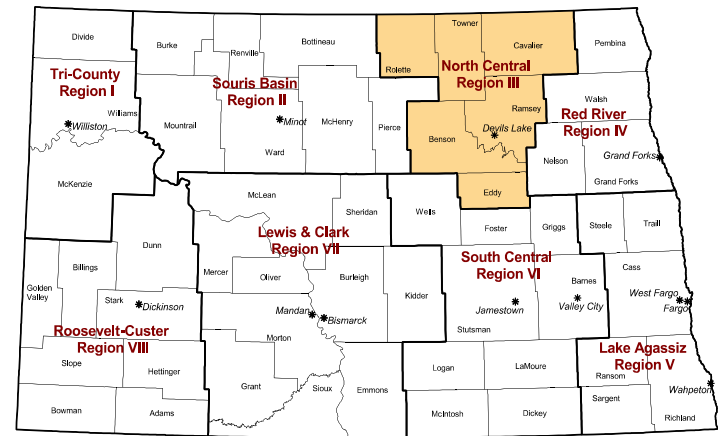 Divide
Burke
Renville
Bottineau
Rolette
Towner
Cavalier
Pembina
Tri-County
Region I
Williams
Williston
Souris Basin
Region II
Minot
Mountrail
Ward
McHenry
Pierce
North Central
Region III
Ramsey
Devils Lake
Benson
Eddy
Walsh
Red River
Region IV
Nelson
Grand Forks
Grand Forks
McKenzie
McLean
Sheridan
Wells
Foster
Griggs
Steele
Traill
Dunn
Lewis & Clark
Region VII
Mercer
Oliver
Burleigh
Kidder
South Central
Region VI
Barnes
Cass
Golden
Valley
Billings
Stark
Dickinson
Mandan
Bismarck
Morton
Jamestown
Stutsman
Valley City
West Fargo
Fargo
Roosevelt-Custer
Region VIII
Slope
Hettinger
Grant
Sioux
Emmons
Logan
LaMoure
Lake Agassiz
Region V
Ransom
Wahpeton
Sargent
Bowman
Adams
McIntosh
Dickey
Richland